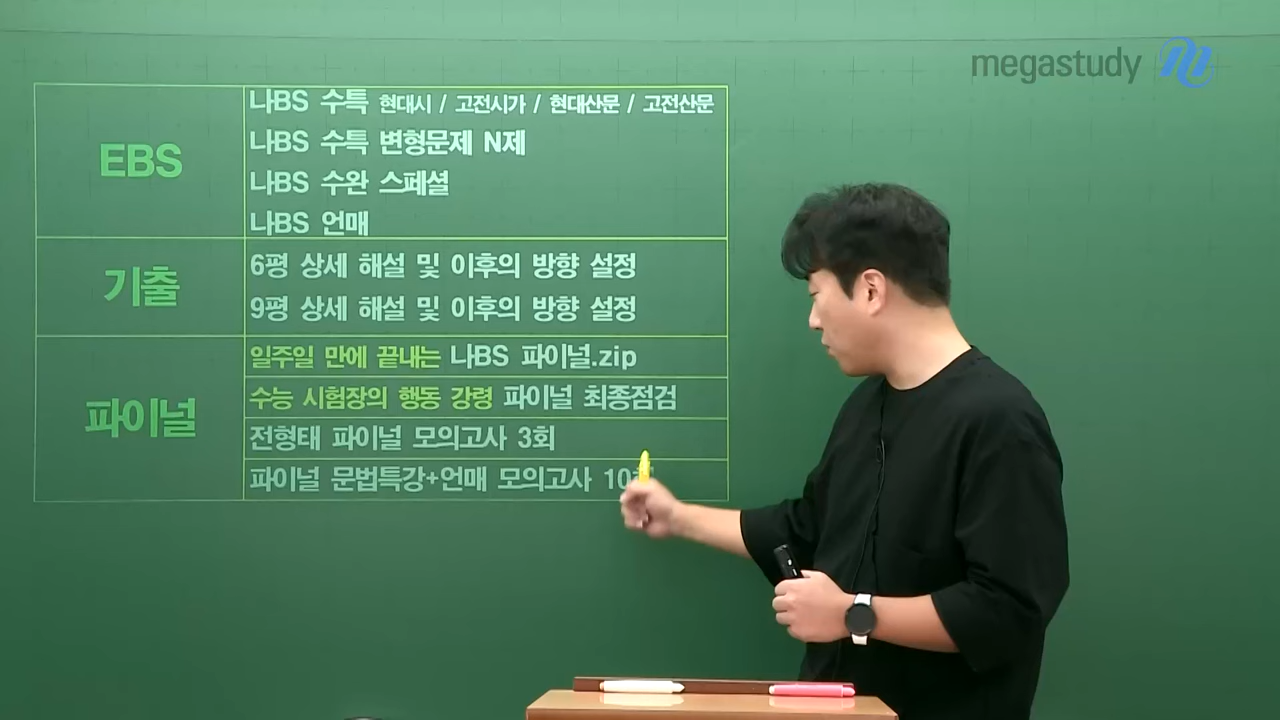 megastudy
EBS
나BS 수특 현대시 / 고전시가 / 현대산문 / 고전산문
나BS 수특 변형문제 N제
나BS 수완 스페셜
나BS 언매
기출
6평 상세 해설 및 이후의 방향 설정
9평 상세 해설 및 이후의 방향 설정
파이널
일주일 만에 끝내는 나BS 파이널.zip
수능 시험장의 행동 강령 파이널 최종점검
전형태 파이널 모의고사 3회
파이널 문법특강+언매 모의고사 10